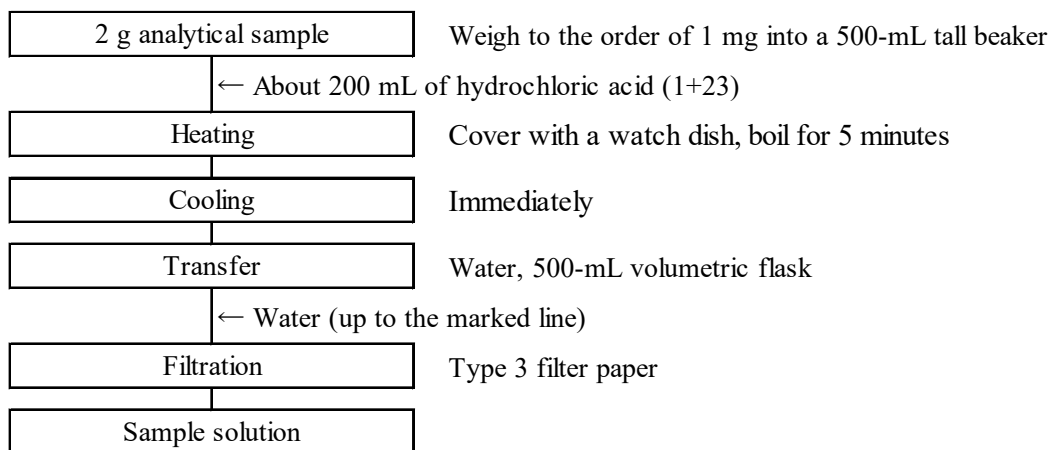 2 g analytical sample Weigh to the order of 1 mg into a 500-mL tall beaker
← About 200 mL of hydrochloric acid (1+23)
Heating Cover with a watch dish, boil for 5 minutes
Cooling Immediately
Transfer Water, 500-mL volumetric flask
← Water (up to the marked line)
Filtration Type 3 filter paper
Sample solution